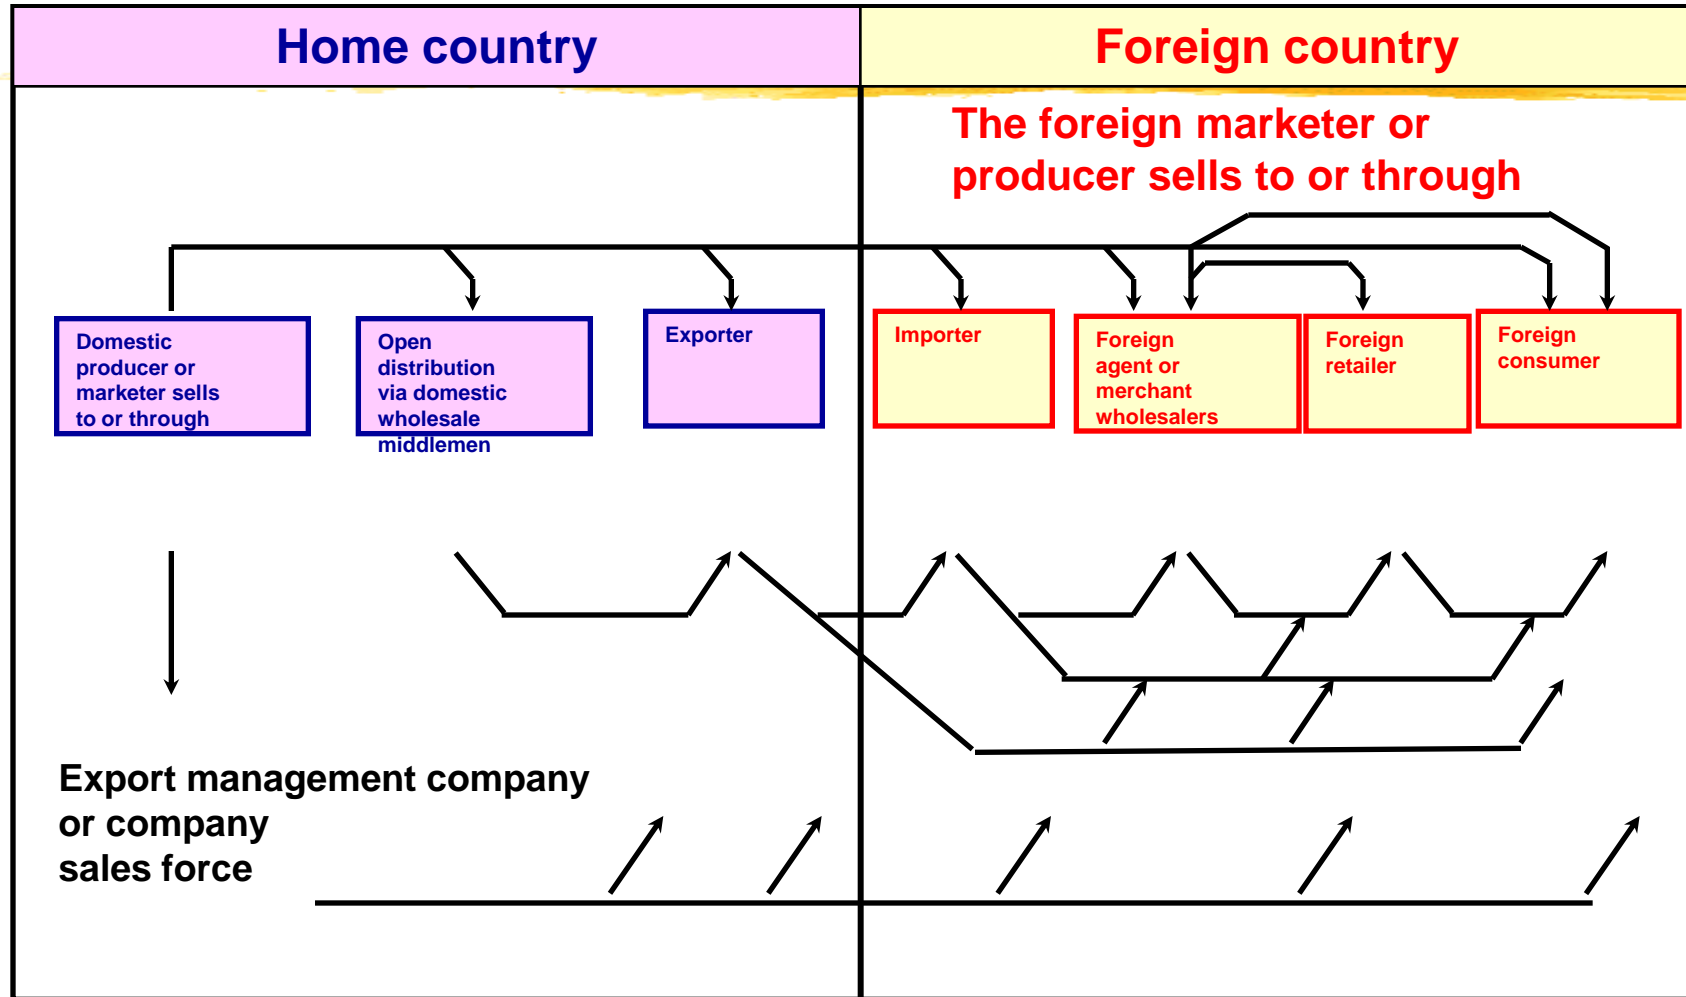 Home country
Foreign country
The foreign marketer or
producer sells to or through
Domestic
producer or
marketer sells
to or through
Open
distribution
via domestic
wholesale
middlemen
Exporter
Importer
Foreign
agent or
merchant
wholesalers
Foreign
retailer
Foreign
consumer
Export management company
or company
sales force